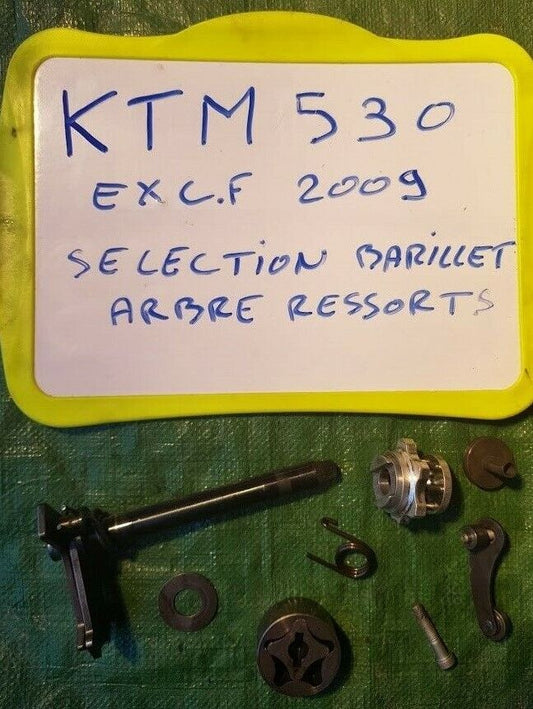 KTM 530
EXC.F 2009
SELECTION BARILLET
ARBRE RESSORTS